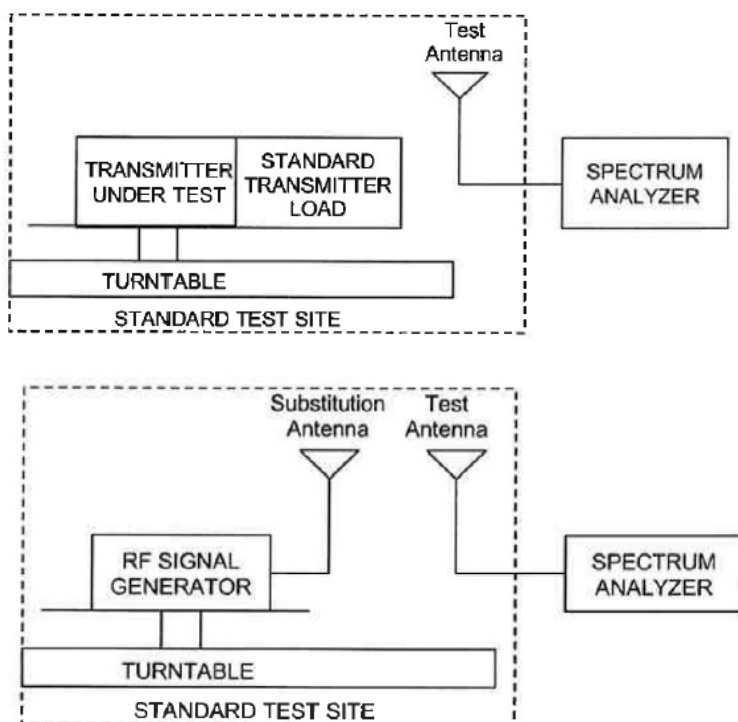 Test
Antenna
TRANSMITTER
UNDER TEST
STANDARD
TRANSMITTER
LOAD
SPECTRUM
ANALYZER
TURNTABLE
STANDARD TEST SITE
Substitution
Antenna
Test
Antenna
RF SIGNAL
GENERATOR
SPECTRUM
ANALYZER
TURNTABLE
STANDARD TEST SITE